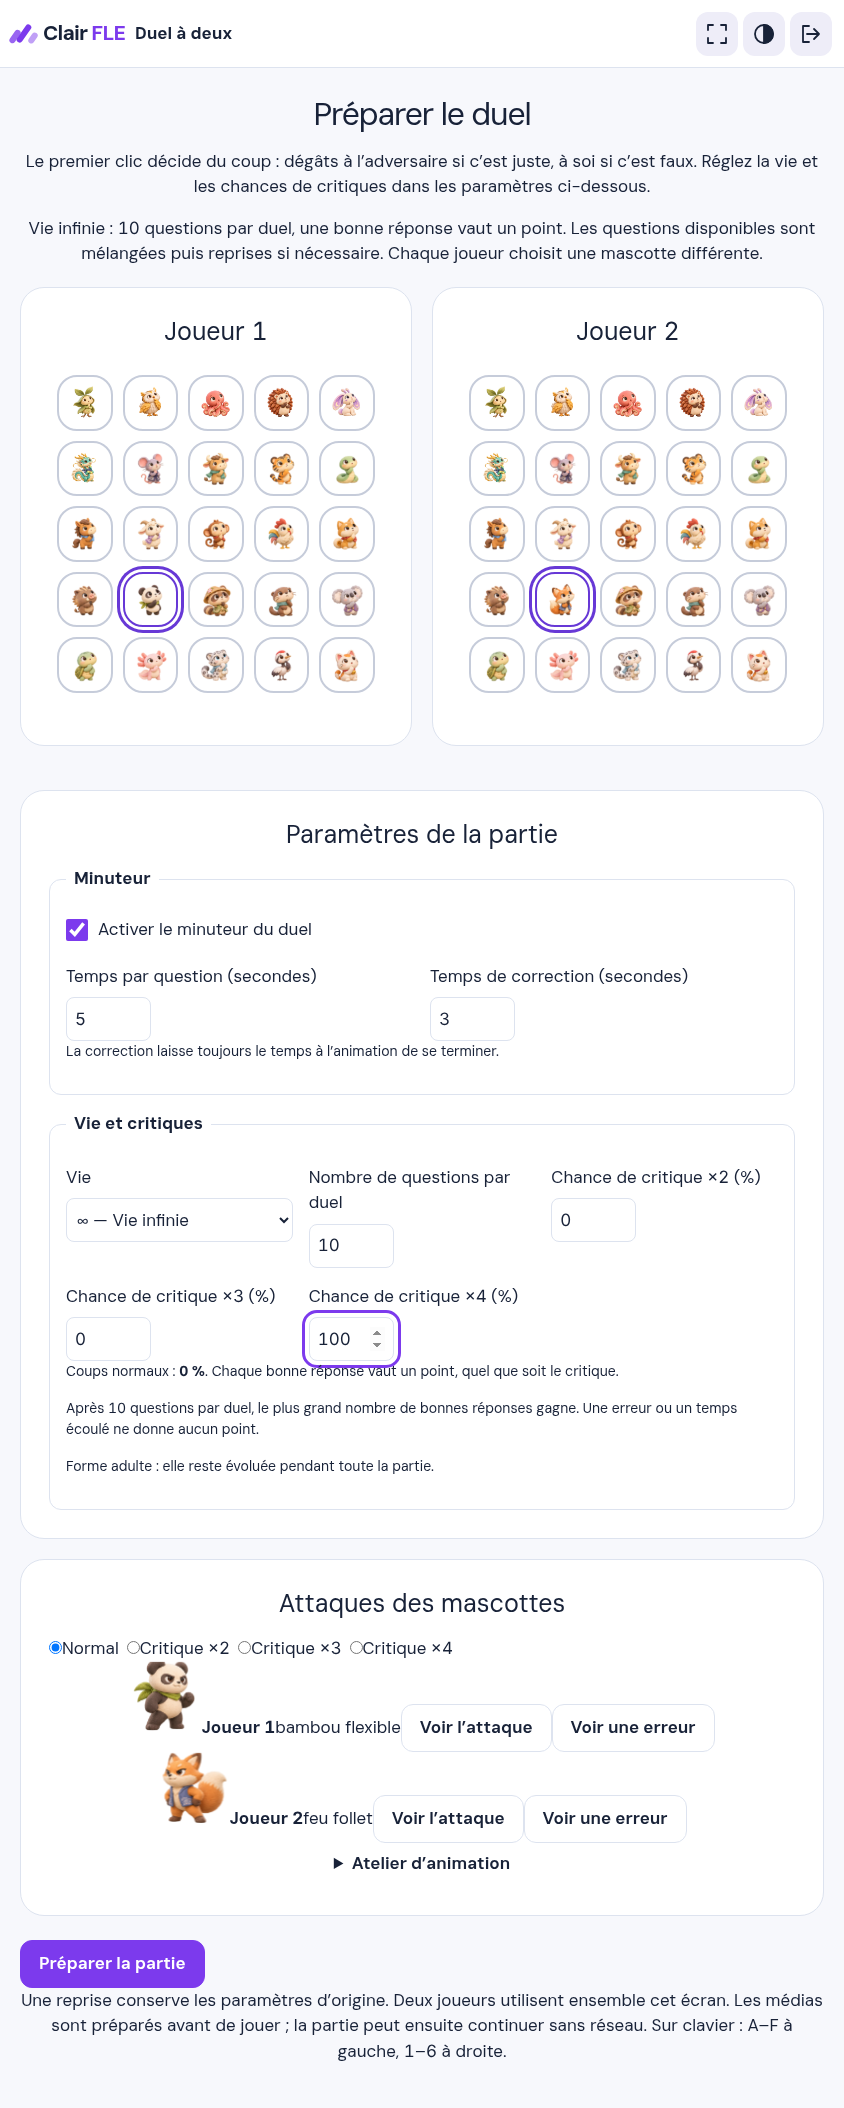 Clair FLE Duel à deux
Préparer le duel
Le premier clic décide du coup : dégâts à l’adversaire si c’est juste, à soi si c’est faux. Réglez la vie et
les chances de critiques dans les paramètres ci-dessous.
Vie infinie : 10 questions par duel, une bonne réponse vaut un point. Les questions disponibles sont
mélangées puis reprises si nécessaire. Chaque joueur choisit une mascotte différente.
Joueur 1
Joueur 2
Paramètres de la partie
Minuteur
Activer le minuteur du duel
Temps par question (secondes)
Temps de correction (secondes)
5
3
La correction laisse toujours le temps à l’animation de se terminer.
Vie et critiques
Vie
Nombre de questions par
duel
Chance de critique ×2 (%)
∞ — Vie infinie
10
0
Chance de critique ×3 (%)
Chance de critique ×4 (%)
0
100
Coups normaux : 0 %. Chaque bonne réponse vaut un point, quel que soit le critique.
Après 10 questions par duel, le plus grand nombre de bonnes réponses gagne. Une erreur ou un temps
écoulé ne donne aucun point.
Forme adulte : elle reste évoluée pendant toute la partie.
Attaques des mascottes
Normal Critique ×2 Critique ×3 Critique ×4
Joueur 1bambou flexible Voir l’attaque Voir une erreur
Joueur 2feu follet Voir l’attaque Voir une erreur
Atelier d’animation
Préparer la partie
Une reprise conserve les paramètres d’origine. Deux joueurs utilisent ensemble cet écran. Les médias
sont préparés avant de jouer ; la partie peut ensuite continuer sans réseau. Sur clavier : A–F à
gauche, 1–6 à droite.